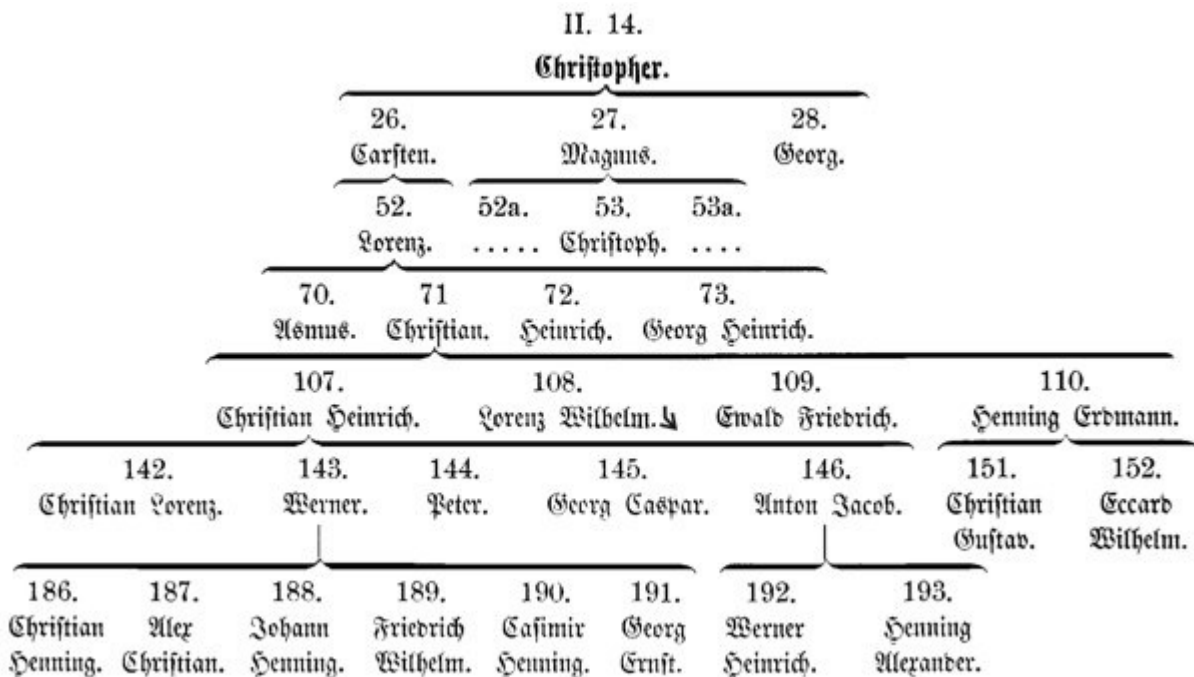 II. 14.
Christopher.
26. 27. 28.
Carsten. Magnus. Georg.
52. 52a. 53. 53a.
Lorenz. ..... Christoph. ....
70. 71 72. 73.
Asmus. Christian. Heinrich. Georg Heinrich.
107. 108. 109. 110.
Christian Heinrich. Lorenz Wilhelm. Ewald Friedrich. Henning Erdmann.
142. 143. 144. 145. 146. 151. 152.
Christian Lorenz. Werner. Peter. Georg Caspar. Anton Jacob. Christian Eccard
Gustav. Wilhelm.
186. 187. 188. 189. 190. 191. 192. 193.
Christian Alex Johann Friedrich Casimir Georg Werner Henning
Henning. Christian. Henning. Wilhelm. Henning. Ernst. Heinrich. Alexander.